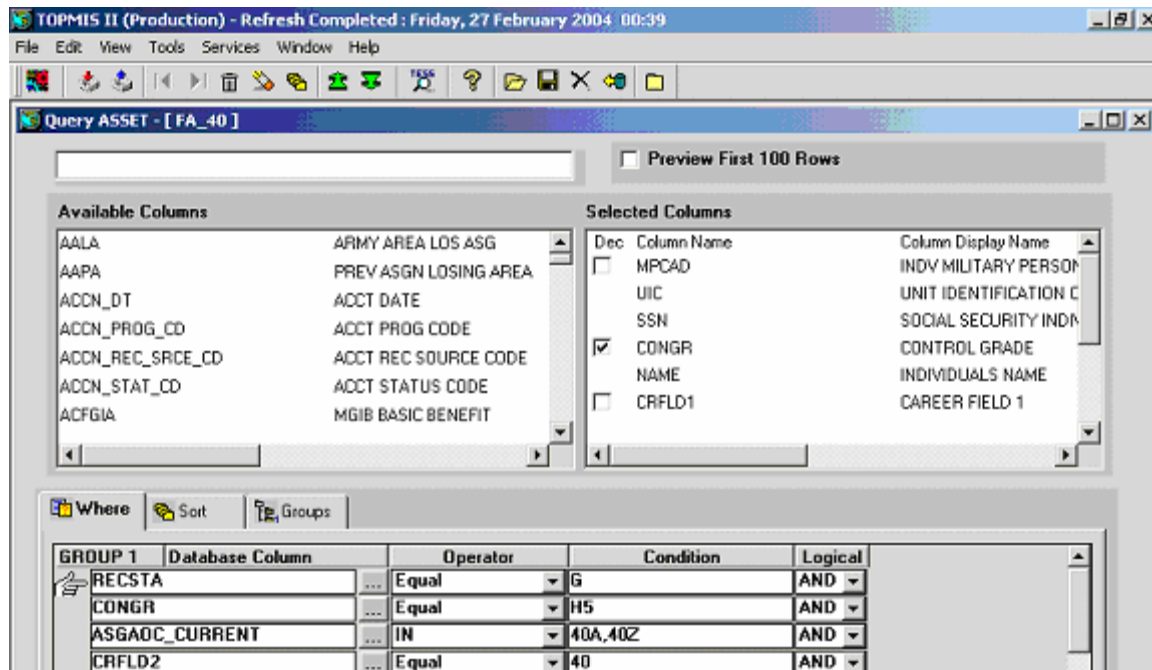 TOPMIS II (Production) - Refresh Completed : Friday, 27 February 2004 00:39
File Edit View Tools Services Window Help
Query ASSET - [ FA_40 ]
Preview First 100 Rows
Available Columns
AALA ARMY AREA LOS ASG
AAPA PREV ASGN LOSING AREA
ACCN_DT ACCT DATE
ACCN_PROG_CD ACCT PROG CODE
ACCN_REC_SRCE_CD ACCT REC SOURCE CODE
ACCN_STAT_CD ACCT STATUS CODE
ACFGIA MGIB BASIC BENEFIT
Selected Columns
Dec Column Name Column Display Name
MPCAD INDV MILITARY PERSON
UIC UNIT IDENTIFICATION C
SSN SOCIAL SECURITY INDIV
CONGR CONTROL GRADE
NAME INDIVIDUALS NAME
CRFLD1 CAREER FIELD 1
Where Sort Groups
GROUP 1 Database Column Operator Condition Logical
RECSTA ... Equal G AND
CONGR ... Equal H5 AND
ASGAOC_CURRENT ... IN 40A,40Z AND
CRFLD2 ... Equal 40 AND